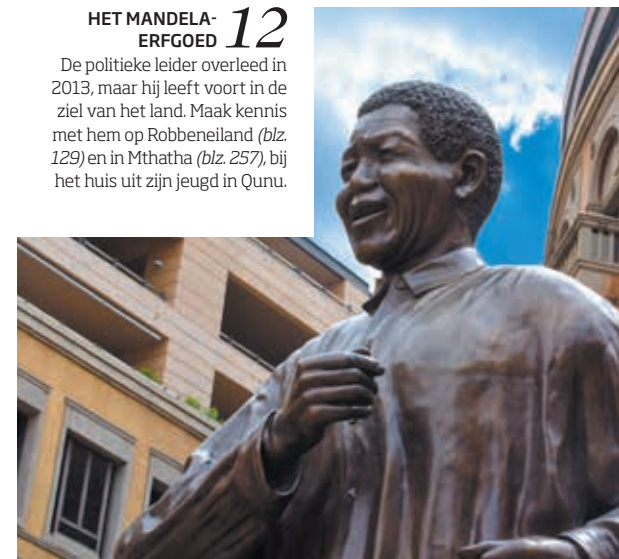 HET MANDELA-
ERFGOED 12
De politieke leider overleed in
2013, maar hij leeft voort in de
ziel van het land. Maak kennis
met hem op Robbeneiland (blz.
129) en in Mthatha (blz. 257), bij
het huis uit zijn jeugd in Qunu.